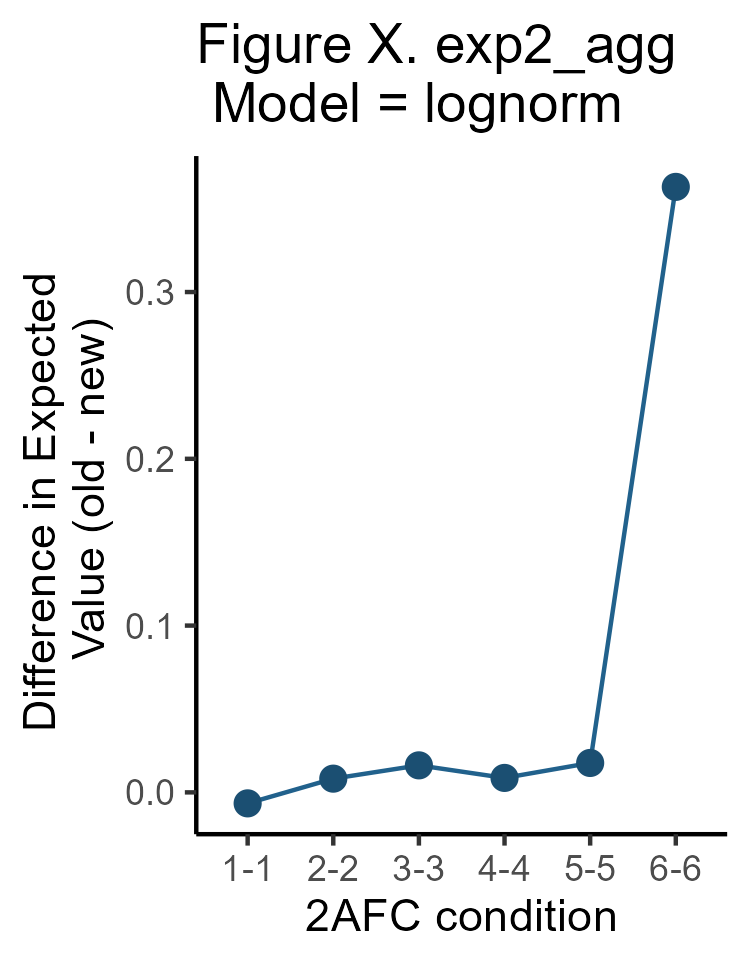 Figure X. exp2_agg
Model = lognorm
Difference in Expected
Value (old - new)
0.3
0.2
0.1
0.0
1-1 2-2 3-3 4-4 5-5 6-6
2AFC condition